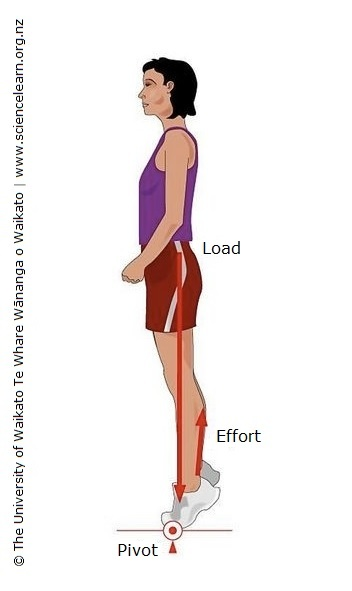 © The University of Waikato Te Whare Wānanga o Waikato | www.sciencelearn.org.nz
Load
Effort
Pivot